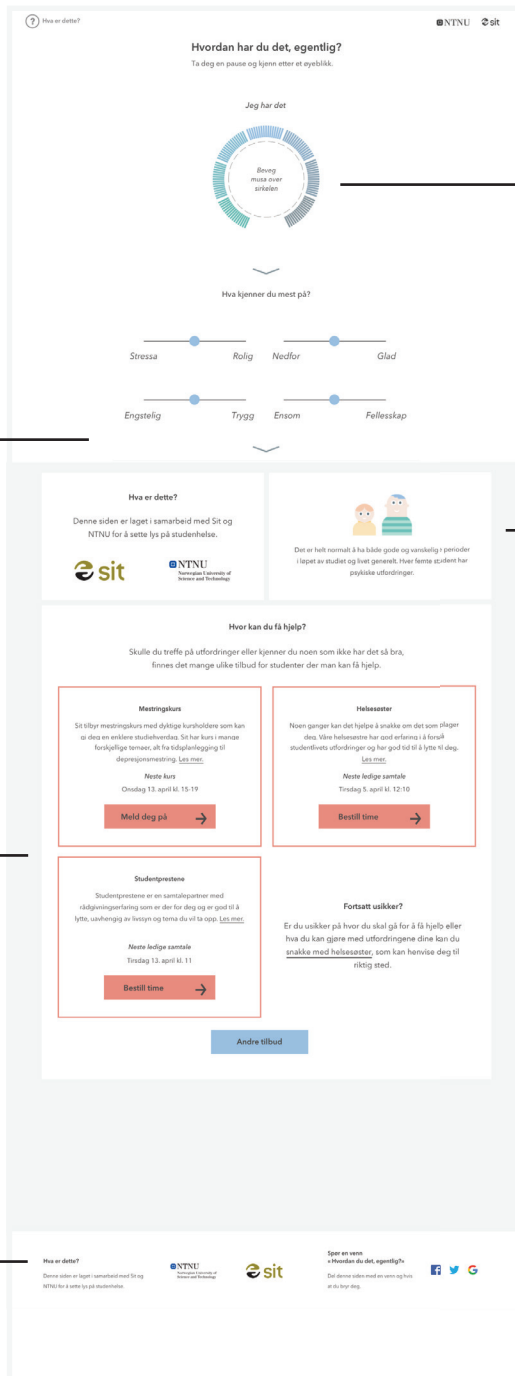 ? Hva er dette?
NTNU
sit
Hvordan har du det, egentlig?
Ta deg en pause og kjenn etter et øyeblikk.
Jeg har det
Beveg
musa over
sirkelen
Hva kjenner du mest på?
Stressa Rolig Nedfor Glad
Engstelig Trygg Ensom Fellesskap
Hva er dette?
Denne siden er laget i samarbeid med Sit og
NTNU for å sette lys på studenhelse.
sit
NTNU
Norwegian University of
Science and Technology
Det er helt normalt å ha både gode og vanskelige perioder
i løpet av studiet og livet generelt. Hver femte student har
psykiske utfordringer.
Hvor kan du få hjelp?
Skulle du treffe på utfordringer eller kjenner du noen som ikke har det så bra,
finnes det mange ulike tilbud for studenter der man kan få hjelp.
Mestringkurs
Sit tilbyr mestringkurs med dyktige kursholdere som kan
gi deg en enklere studiehverdag. Sit har kurs i mange
forskjellige temaer, alt fra tidsplanlegging til
depresjonsmestring. Les mer.
Neste kurs
Onsdag 13. april kl. 15-19
Meld deg på
Helsesøster
Noen ganger kan det hjelpe å snakke om det som plager
deg. Våre helsesøstre har god erfaring i å forstå
studentlivets utfordringer og har god tid til å lytte til deg.
Les mer.
Neste ledige samtale
Tirsdag 5. april kl. 12:10
Bestill time
Studentprestene
Studentprestene er en samtalepartner med
rådgivningserfaring som er der for deg og er god til å
lytte, uavhengig av livssyn og tema du vil ta opp. Les mer.
Neste ledige samtale
Tirsdag 13. april kl. 11
Bestill time
Fortsatt usikker?
Er du usikker på hvor du skal gå for å få hjelp eller
hva du kan gjøre med utfordringene dine kan du
snakke med helsesøster, som kan henvise deg til
riktig sted.
Andre tilbud
Hva er dette?
Denne siden er laget i samarbeid med Sit og
NTNU for å sette lys på studenhelse.
NTNU
Norwegian University of
Science and Technology
sit
Spør en venn
«Hvordan du det, egentlig?»
Del denne siden med en venn og hvis
at du bryr deg.